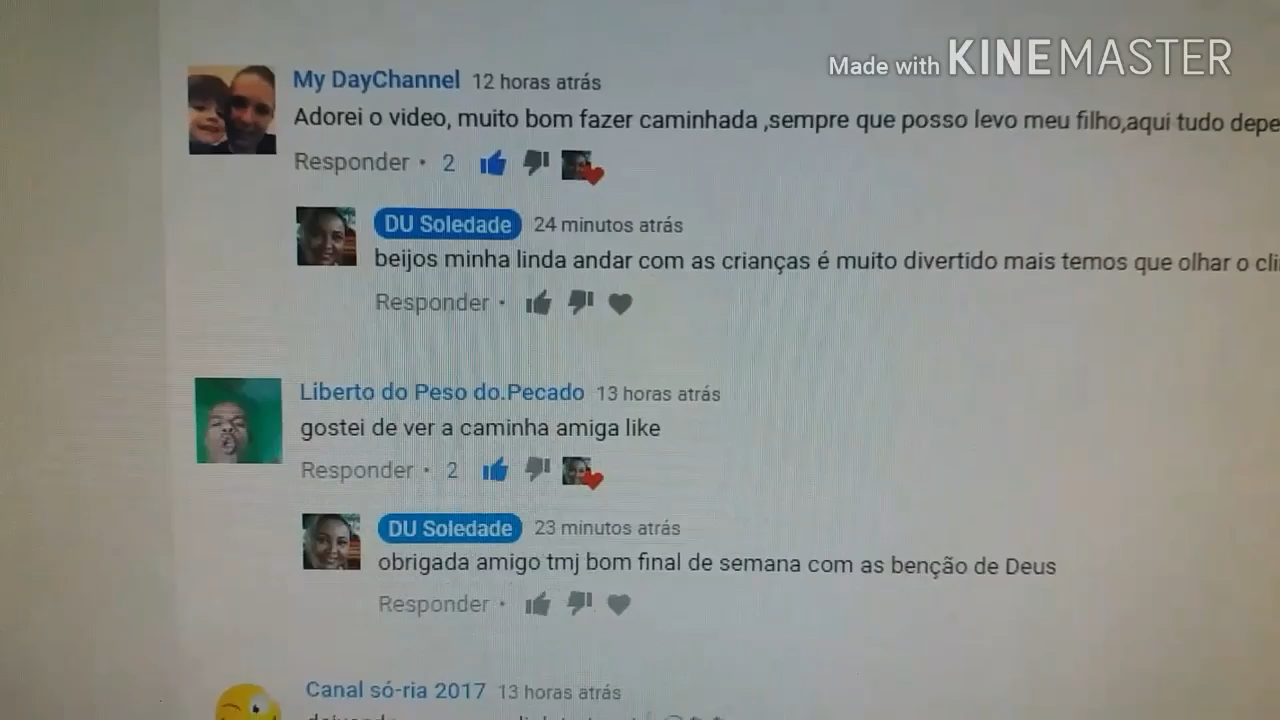 Made with KINEMASTER
My DayChannel 12 horas atrás
Adorei o video, muito bom fazer caminhada ,sempre que posso levo meu filho,aqui tudo
Responder · 2
DU Soledade 24 minutos atrás
beijos minha linda andar com as crianças é muito divertido mais temos que olhar o
Responder ·
Liberto do Peso do.Pecado 13 horas atrás
gostei de ver a caminha amiga like
Responder · 2
DU Soledade 23 minutos atrás
obrigada amigo tmj bom final de semana com as benção de Deus
Responder ·
Canal só-ria 2017 13 horas atrás